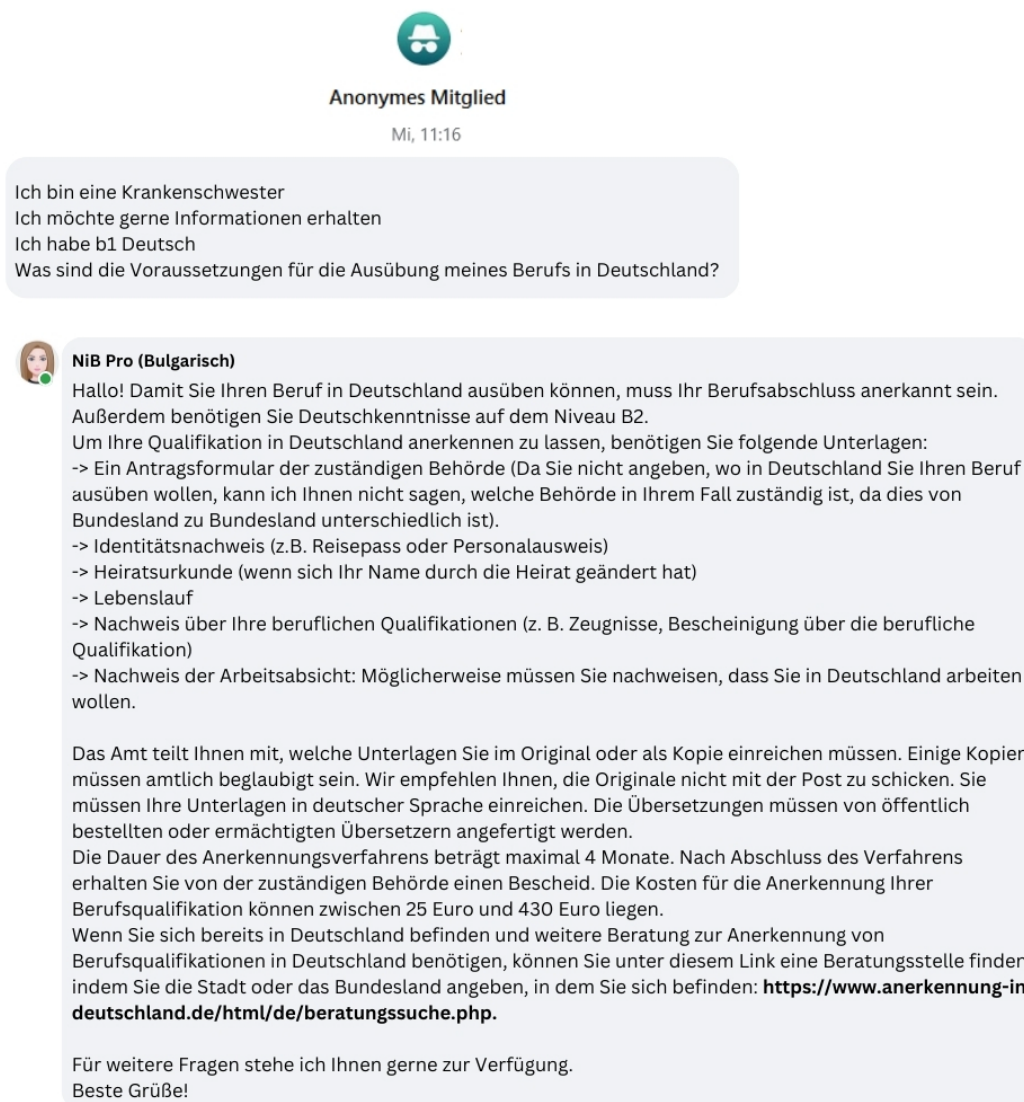 Anonymes Mitglied
Mi, 11:16
Ich bin eine Krankenschwester
Ich möchte gerne Informationen erhalten
Ich habe b1 Deutsch
Was sind die Voraussetzungen für die Ausübung meines Berufs in Deutschland?
NiB Pro (Bulgarisch)
Hallo! Damit Sie Ihren Beruf in Deutschland ausüben können, muss Ihr Berufsabschluss anerkannt sein.
Außerdem benötigen Sie Deutschkenntnisse auf dem Niveau B2.
Um Ihre Qualifikation in Deutschland anerkennen zu lassen, benötigen Sie folgende Unterlagen:
-> Ein Antragsformular der zuständigen Behörde (Da Sie nicht angeben, wo in Deutschland Sie Ihren Beruf
ausüben wollen, kann ich Ihnen nicht sagen, welche Behörde in Ihrem Fall zuständig ist, da dies von
Bundesland zu Bundesland unterschiedlich ist).
-> Identitätsnachweis (z.B. Reisepass oder Personalausweis)
-> Heiratsurkunde (wenn sich Ihr Name durch die Heirat geändert hat)
-> Lebenslauf
-> Nachweis über Ihre beruflichen Qualifikationen (z. B. Zeugnisse, Bescheinigung über die berufliche
Qualifikation)
-> Nachweis der Arbeitsabsicht: Möglicherweise müssen Sie nachweisen, dass Sie in Deutschland arbeiten
wollen.
Das Amt teilt Ihnen mit, welche Unterlagen Sie im Original oder als Kopie einreichen müssen. Einige Kopien
müssen amtlich beglaubigt sein. Wir empfehlen Ihnen, die Originale nicht mit der Post zu schicken. Sie
müssen Ihre Unterlagen in deutscher Sprache einreichen. Die Übersetzungen müssen von öffentlich
bestellten oder ermächtigten Übersetzern angefertigt werden.
Die Dauer des Anerkennungsverfahrens beträgt maximal 4 Monate. Nach Abschluss des Verfahrens
erhalten Sie von der zuständigen Behörde einen Bescheid. Die Kosten für die Anerkennung Ihrer
Berufsqualifikation können zwischen 25 Euro und 430 Euro liegen.
Wenn Sie sich bereits in Deutschland befinden und weitere Beratung zur Anerkennung von
Berufsqualifikationen in Deutschland benötigen, können Sie unter diesem Link eine Beratungsstelle finden
indem Sie die Stadt oder das Bundesland angeben, in dem Sie sich befinden: https://www.anerkennung-in
deutschland.de/html/de/beratungssuche.php.
Für weitere Fragen stehe ich Ihnen gerne zur Verfügung.
Beste Grüße!